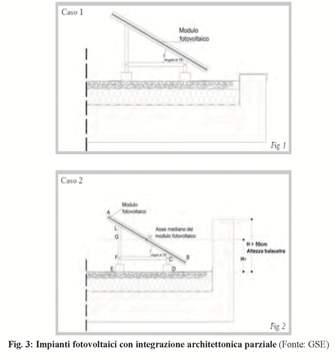 Caso 1
Modulo
fotovoltaico
Fig 1
Caso 2
Modulo
fotovoltaico
A
L
Asse mediano del
modulo fotovoltaico
G
F
C
B
E
D
Altezza balaustra
Fig 2
Fig. 3: Impianti fotovoltaici con integrazione architettonica parziale (Fonte: GSE)